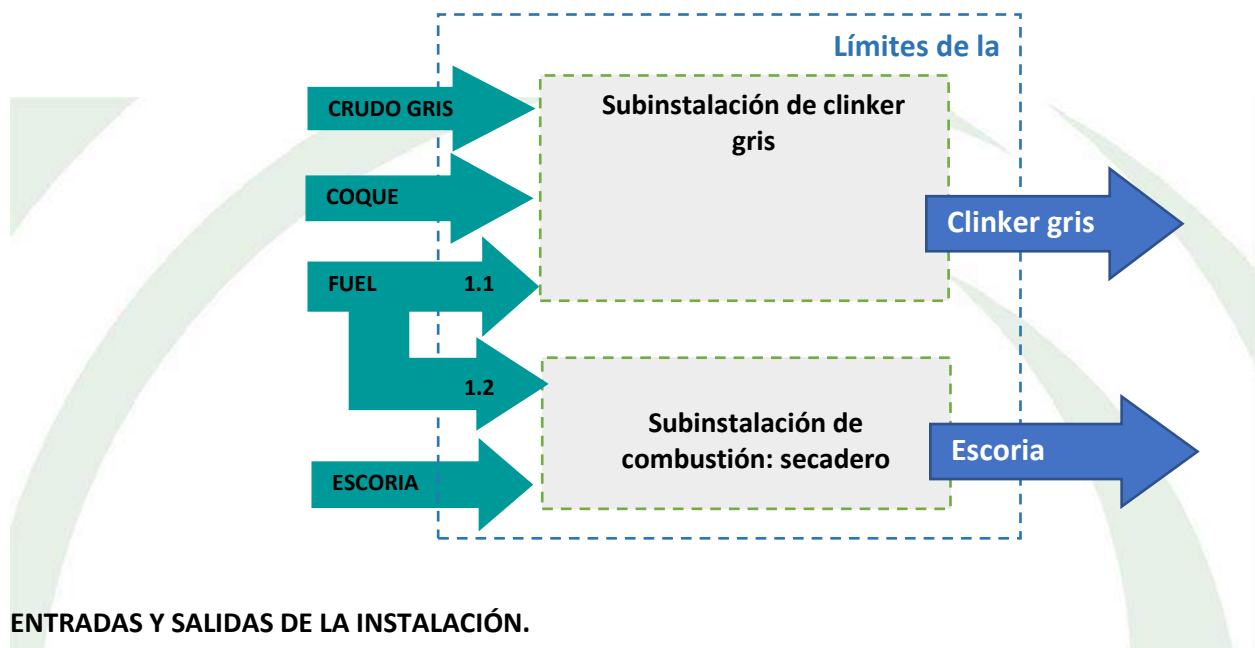 Límites de la
CRUDO GRIS
Subinstalación de clinker
gris
COQUE
Clinker gris
FUEL 1.1
1.2
Subinstalación de
combustión: secadero
Escoria
ESCORIA
ENTRADAS Y SALIDAS DE LA INSTALACIÓN.